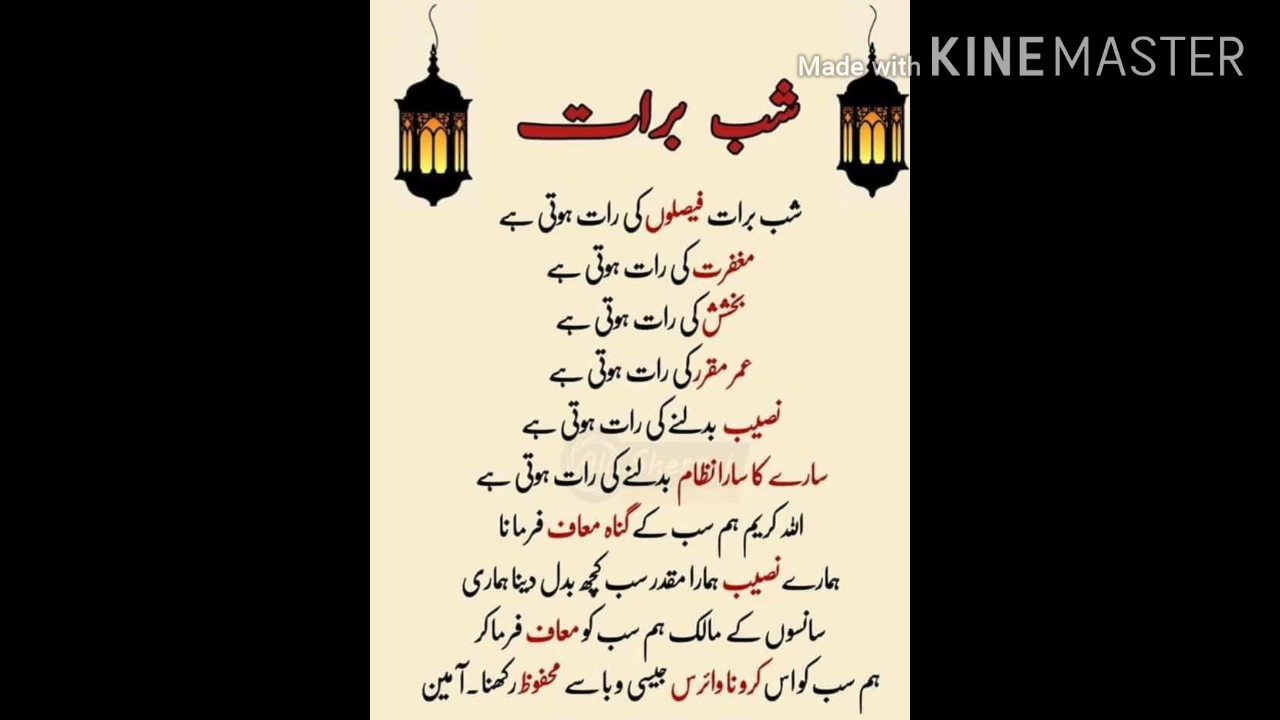 Made with KINEMASTER
شب برات
شب برات فیصلوں کی رات ہوتی ہے
مغفرت کی رات ہوتی ہے
بخشش کی رات ہوتی ہے
عمر مقرر کی رات ہوتی ہے
نصیب بدلنے کی رات ہوتی ہے
سارے کا سارا نظام بدلنے کی رات ہوتی ہے
اللہ کریم ہم سب کے گناہ معاف فرمانا
ہمارے نصیب ہمارا مقدر سب کچھ بدل دینا ہماری
سانسوں کے مالک ہم سب کو معاف فرما کر
ہم سب کو اس کرونا وائرس جیسی وبا سے محفوظ رکھنا۔ آمین